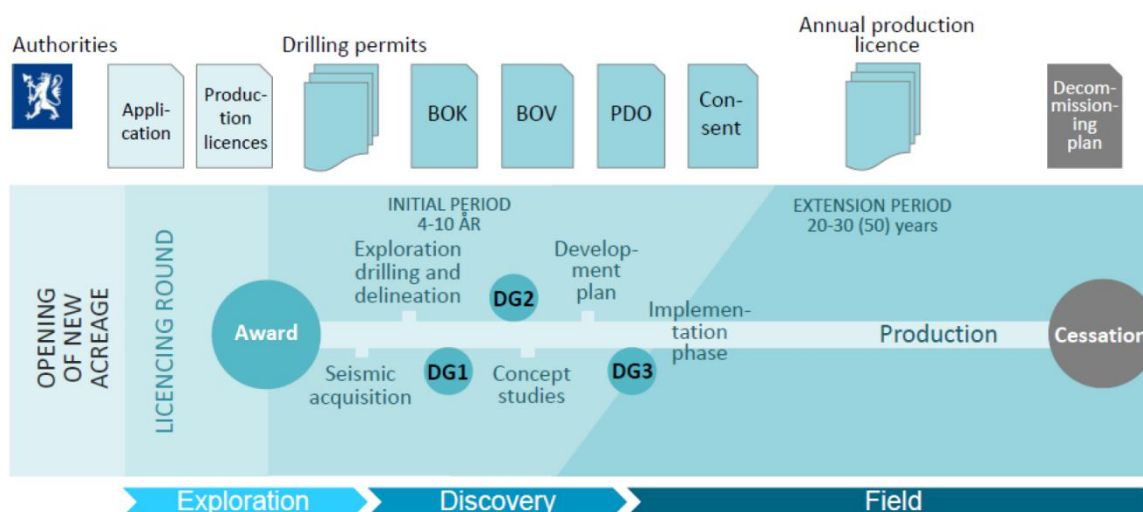 Authorities
Drilling permits
Annual production
licence
Appli-
cation
Produc-
tion
licences
BOK
BOV
PDO
Con-
sent
Decom-
missio-
ning
plan
OPENING
OF NEW
ACREAGE
LICENCING ROUND
INITIAL PERIOD
4-10 ÅR
EXTENSION PERIOD
20-30 (50) years
Award
Seismic
acquisition
Exploration
drilling and
delineation
DG1
DG2
Concept
studies
Develop-
ment
plan
DG3
Implemen-
tation
phase
Production
Cessation
Exploration
Discovery
Field